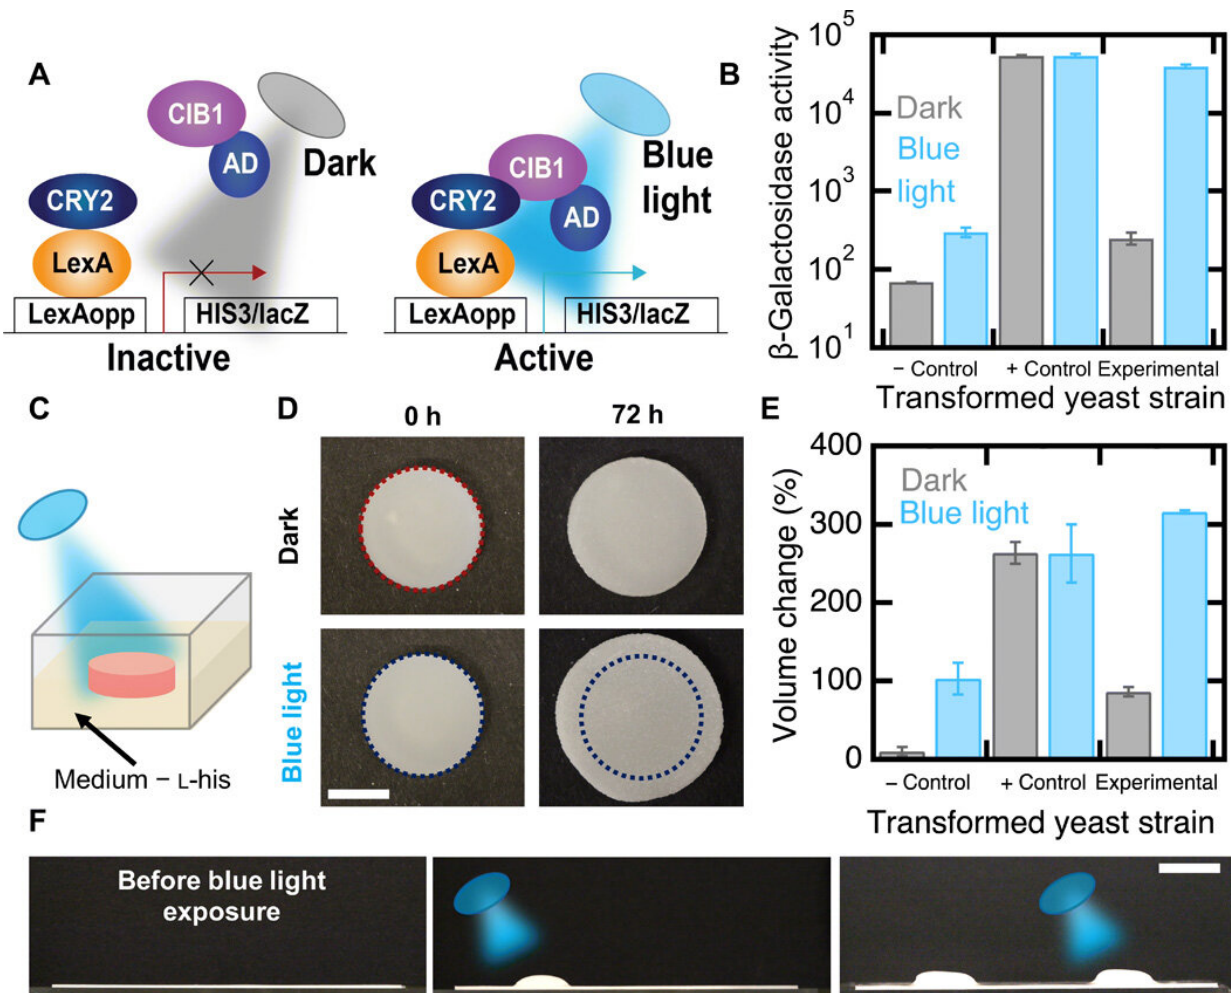 A
CIB1
AD
Dark
CRY2
LexA
LexAopp
HIS3/lacZ
Inactive
CIB1
Blue
light
CRY2
AD
LexA
LexAopp
HIS3/lacZ
Active
B
β-Galactosidase activity
10^5
10^4
10^3
10^2
10^1
Dark
Blue
light
– Control
+ Control
Experimental
Transformed yeast strain
C
Medium – L-his
D
0 h
72 h
Dark
Blue light
E
Volume change (%)
400
300
200
100
0
Dark
Blue light
– Control
+ Control
Experimental
Transformed yeast strain
F
Before blue light
exposure